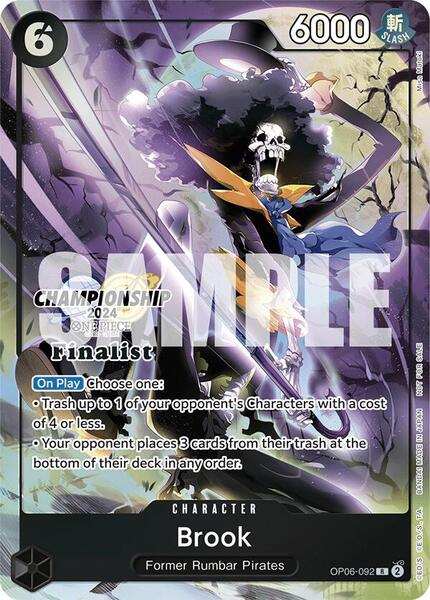 6
6000
斬
SLASH
SAMPLE
CHAMPIONSHIP
2024
ONE PIECE
CARD GAME
Finalist
On Play Choose one:
• Trash up to 1 of your opponent's Characters with a cost
of 4 or less.
• Your opponent places 3 cards from their trash at the
bottom of their deck in any order.
CHARACTER
Brook
Former Rumbar Pirates
OP06-092 R 2
BANDAI MADE IN JAPAN NOT FOR SALE